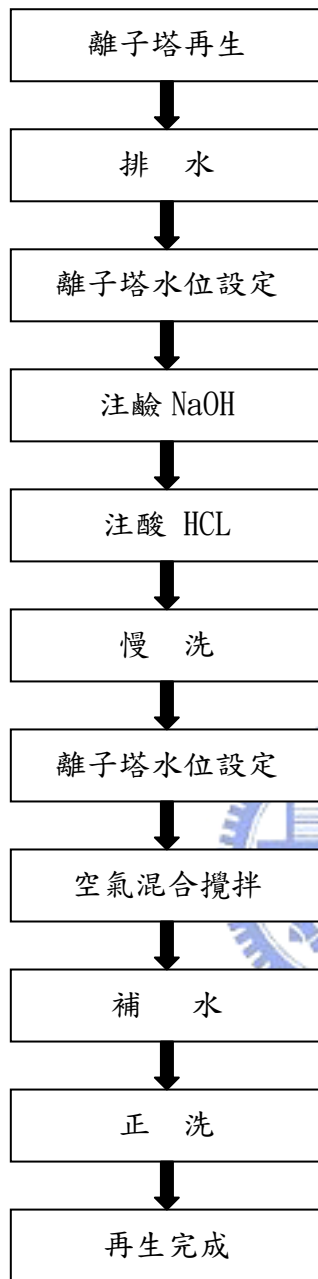 離子塔再生
排 水
離子塔水位設定
注鹼 NaOH
注酸 HCL
慢 洗
離子塔水位設定
空氣混合攪拌
補 水
正 洗
再生完成